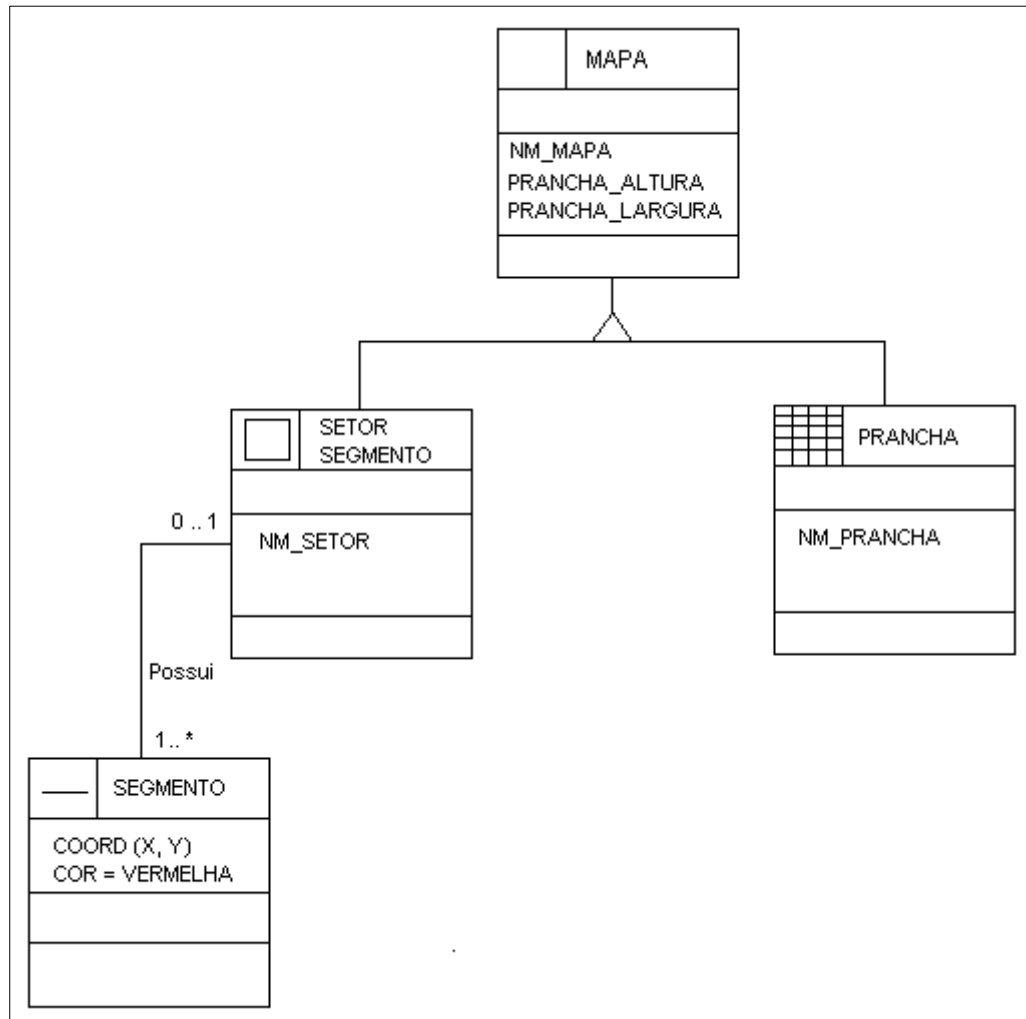 MAPA
NM_MAPA
PRANCHA_ALTURA
PRANCHA_LARGURA
SETOR
SEGMENTO
NM_SETOR
PRANCHA
NM_PRANCHA
0 .. 1
Possui
1.. *
SEGMENTO
COORD (X, Y)
COR = VERMELHA